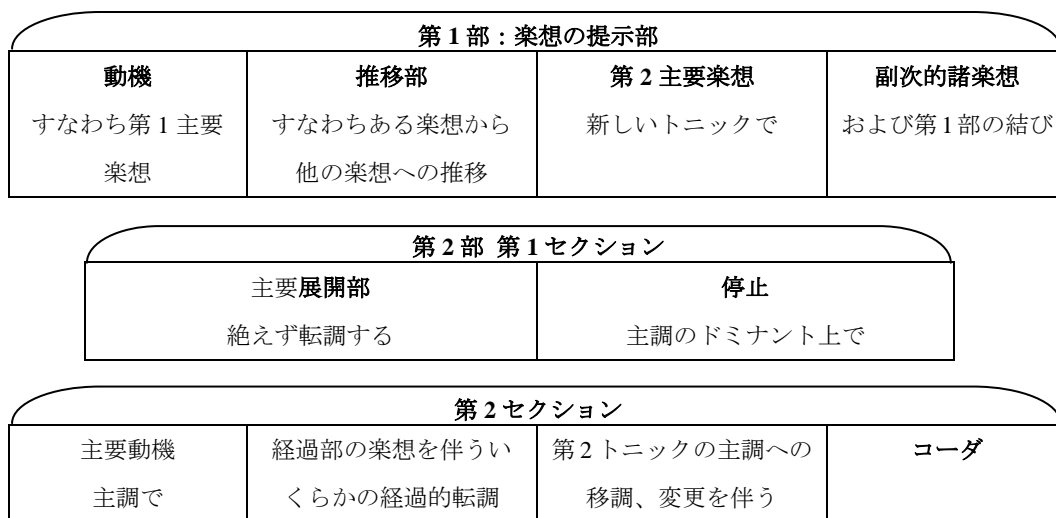 第1部：楽想の提示部
動機
すなわち第1主要
楽想
推移部
すなわちある楽想から
他の楽想への推移
第2主要楽想
新しいトニックで
副次的諸楽想
および第1部の結び
第2部 第1セクション
主要展開部
絶えず転調する
停止
主調のドミナント上で
第2セクション
主要動機
主調で
経過部の楽想を伴うい
くらかの経過的転調
第2トニックの主調への
移調、変更を伴う
コーダ